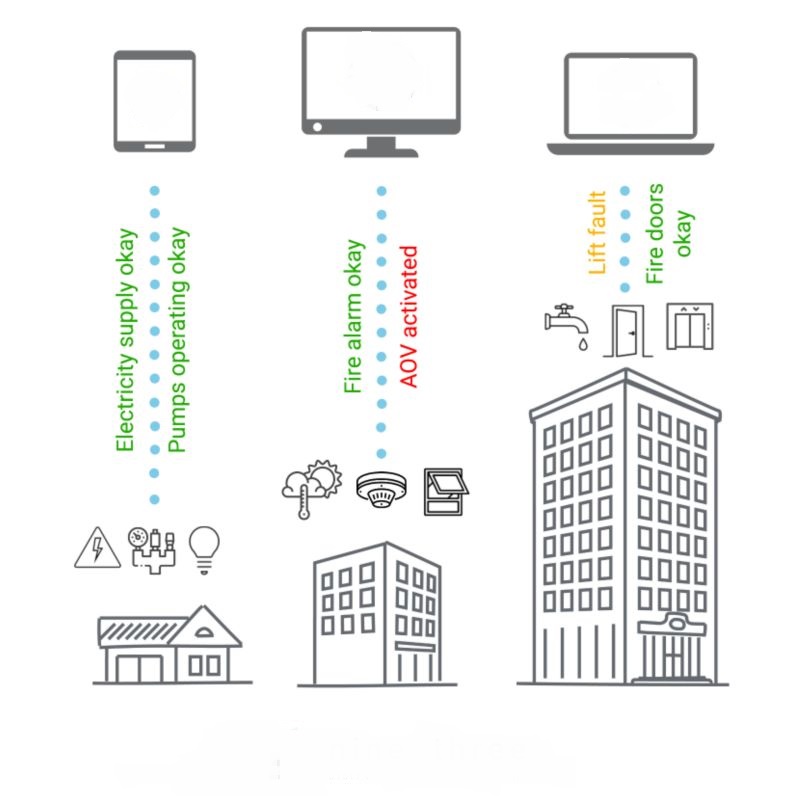 Electricity supply okay
Pumps operating okay
Fire alarm okay
AOV activated
Lift fault
Fire doors
okay